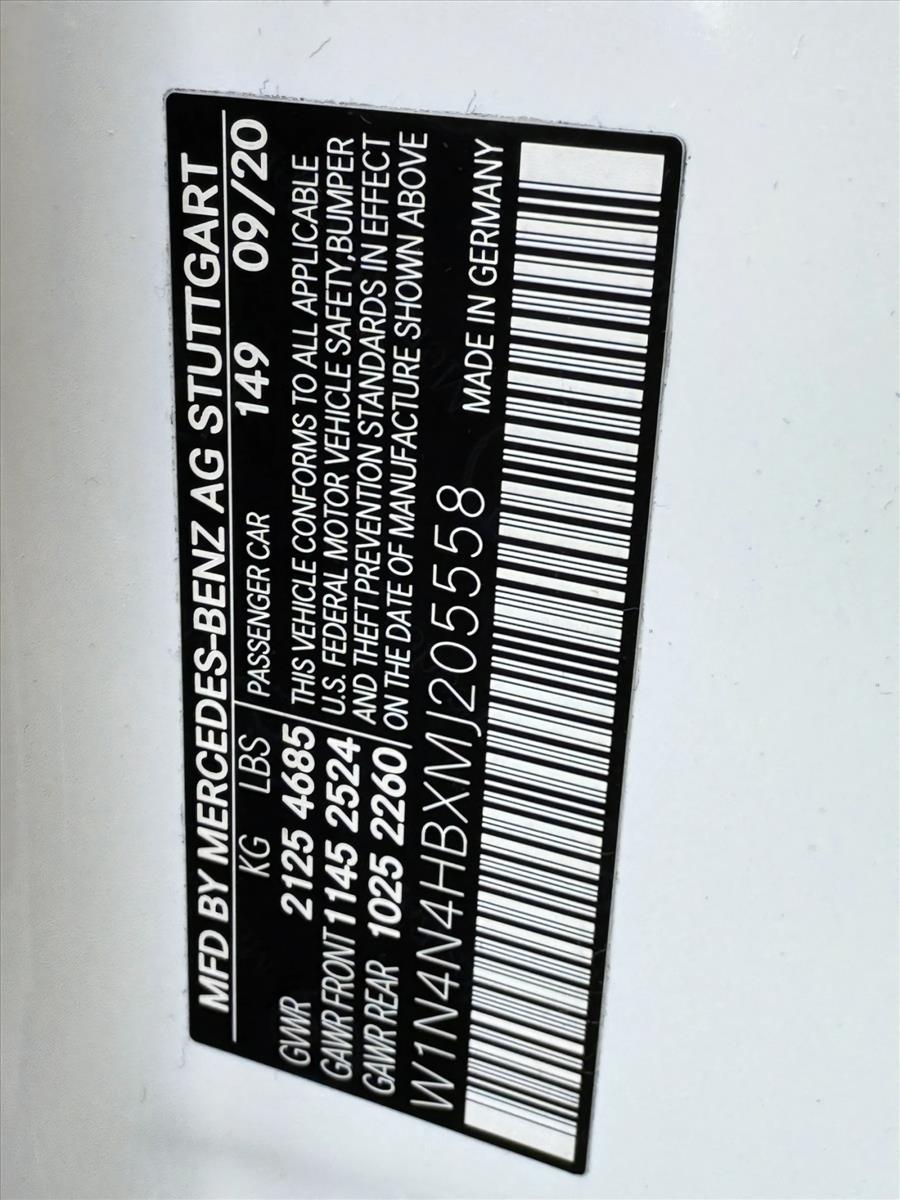 MFD BY MERCEDES-BENZ AG STUTTGART
KG LBS PASSENGER CAR 149 09/20
GVWR 2125 4685 THIS VEHICLE CONFORMS TO ALL APPLICABLE
GAWR FRONT 1145 2524 U.S. FEDERAL MOTOR VEHICLE SAFETY,BUMPER
GAWR REAR 1025 2260 AND THEFT PREVENTION STANDARDS IN EFFECT
ON THE DATE OF MANUFACTURE SHOWN ABOVE
W1N4N4HBXMJ205558 MADE IN GERMANY